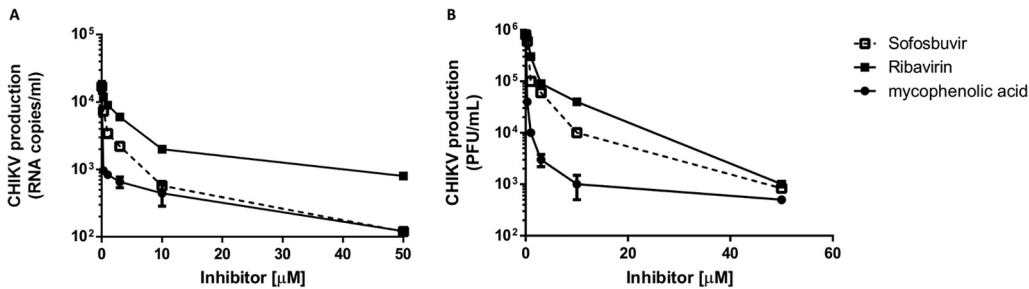 A
CHIKV production
(RNA copies/ml)
10^5
10^4
10^3
10^2
0 10 20 30 40 50
Inhibitor [µM]
B
CHIKV production
(PFU/mL)
10^6
10^5
10^4
10^3
10^2
0 20 40 60
Inhibitor [µM]
Sofosbuvir
Ribavirin
mycophenolic acid